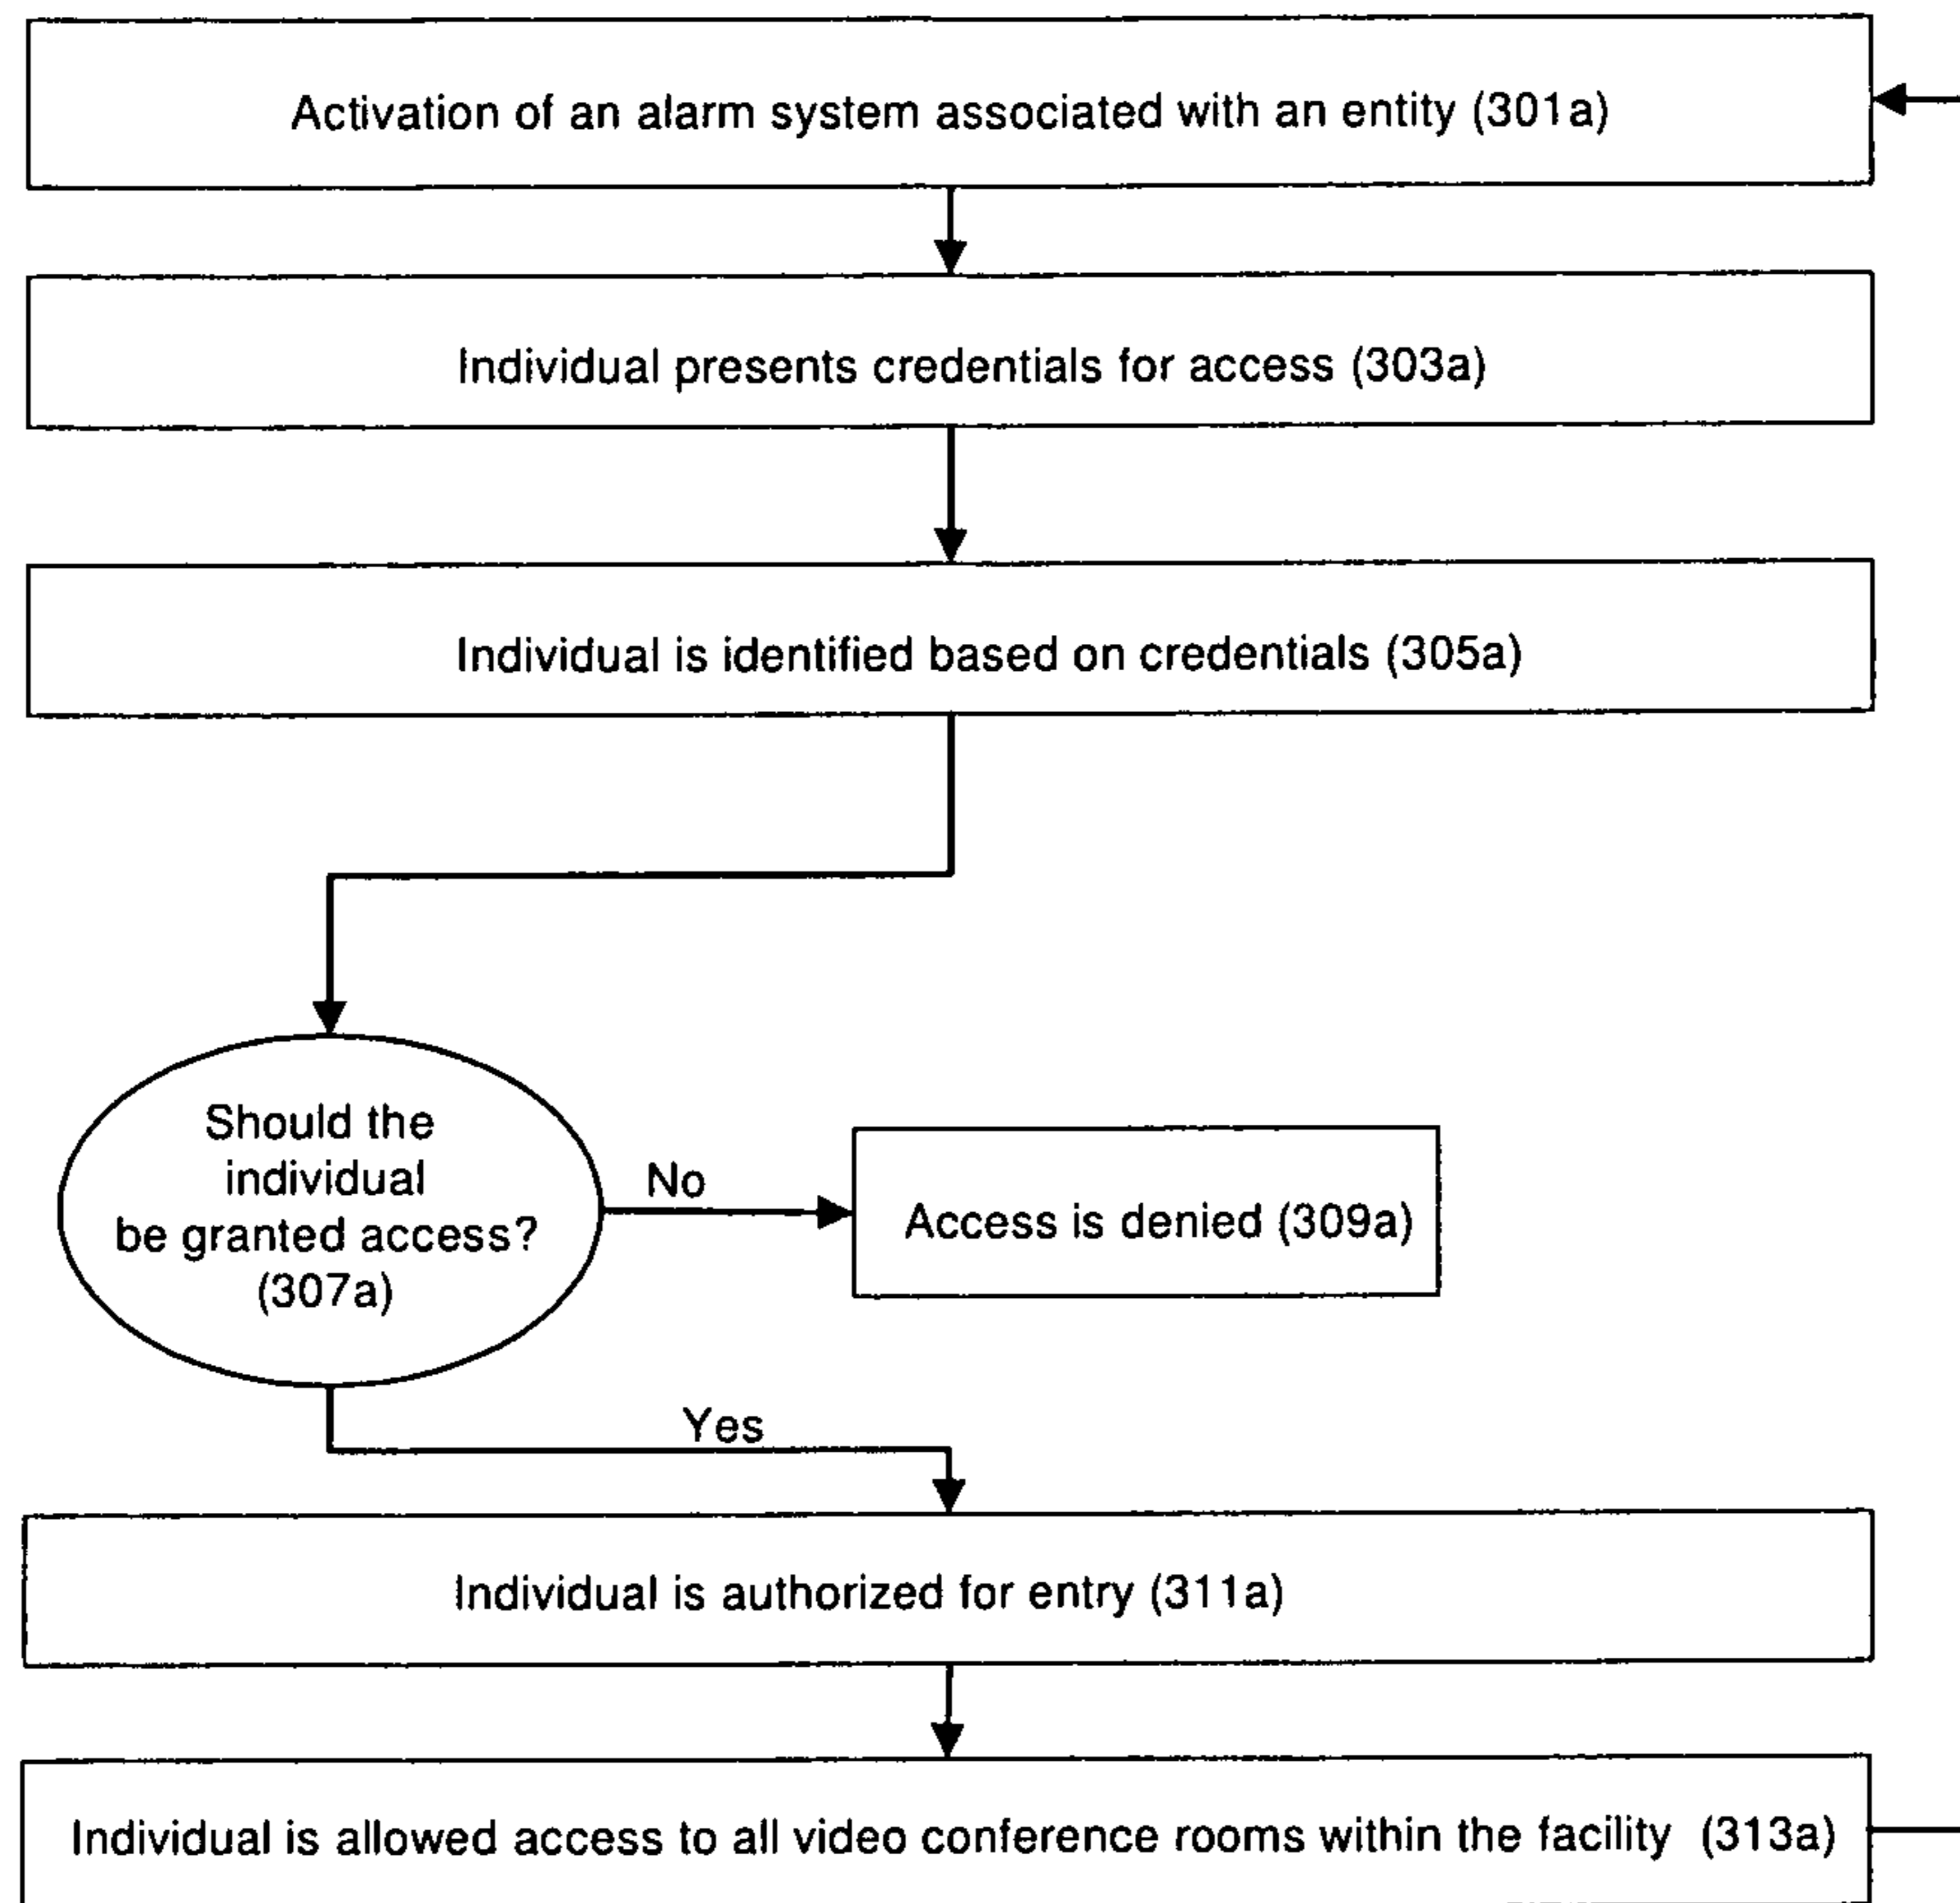 Activation of an alarm system associated with an entity (301a)
Individual presents credentials for access (303a)
Individual is identified based on credentials (305a)
Should the
individual
be granted access?
(307a)
No
Access is denied (309a)
Yes
Individual is authorized for entry (311a)
Individual is allowed access to all video conference rooms within the facility (313a)